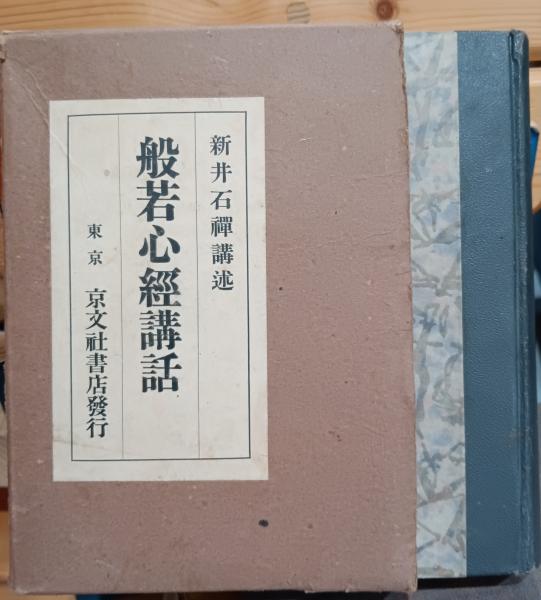 新井石禪講述
般若心經講話
東京 京文社書店發行